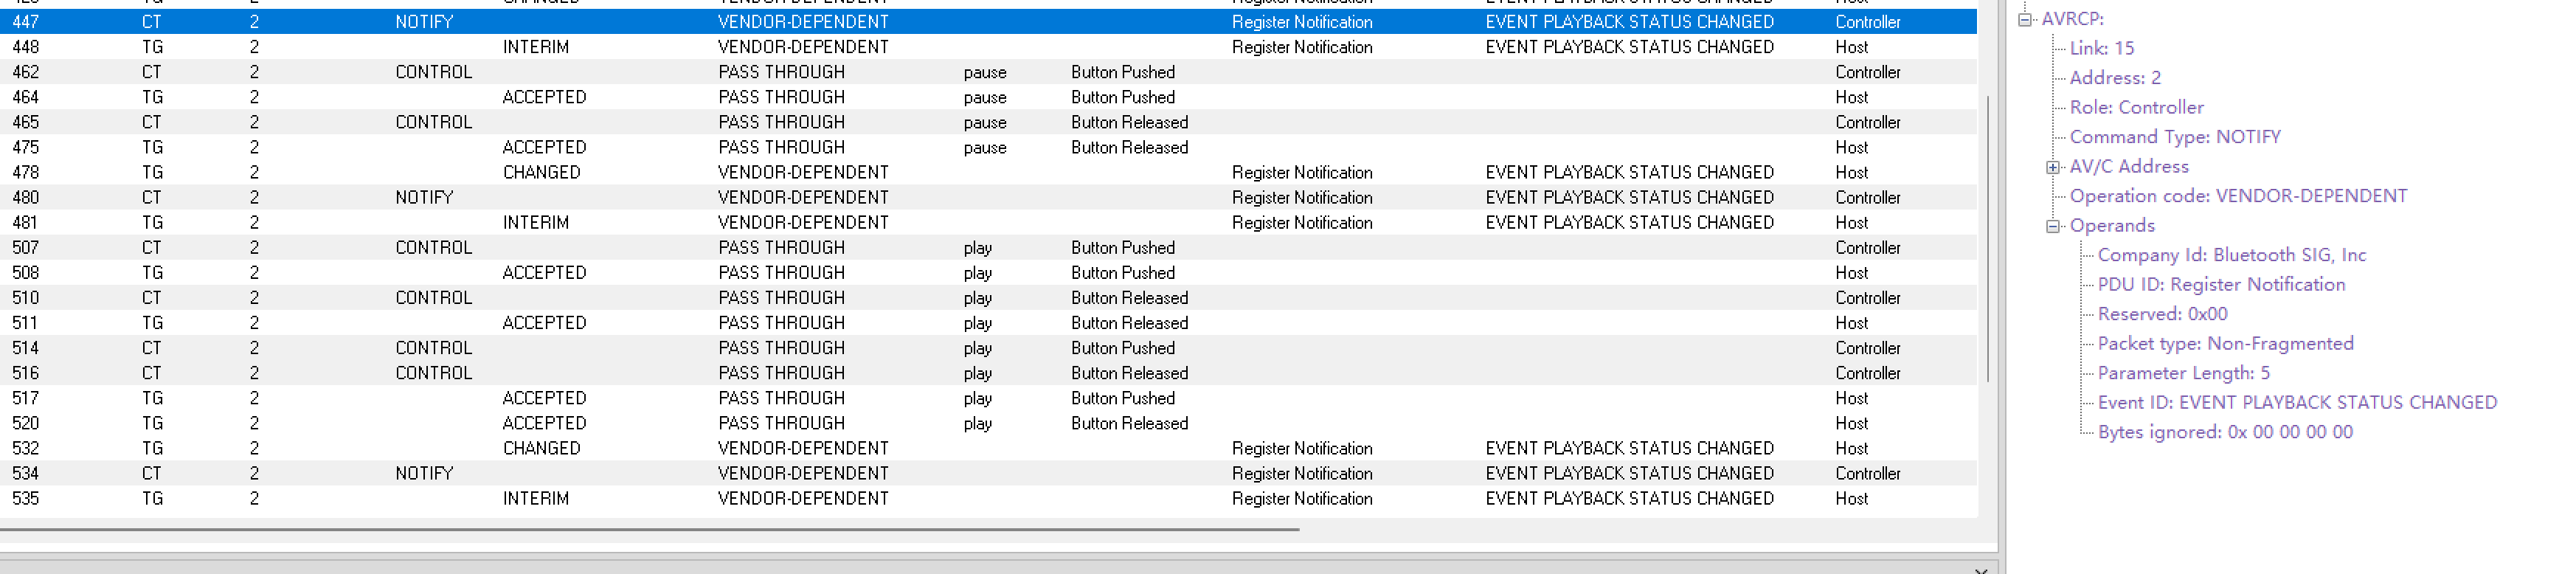 CHANGED VENDOR-DEPENDENT Register Notification EVENT PLAYBACK STATUS CHANGED Host
447 CT 2 NOTIFY VENDOR-DEPENDENT Register Notification EVENT PLAYBACK STATUS CHANGED Controller
448 TG 2 INTERIM VENDOR-DEPENDENT Register Notification EVENT PLAYBACK STATUS CHANGED Host
462 CT 2 CONTROL PASS THROUGH pause Button Pushed Controller
464 TG 2 ACCEPTED PASS THROUGH pause Button Pushed Host
465 CT 2 CONTROL PASS THROUGH pause Button Released Controller
475 TG 2 ACCEPTED PASS THROUGH pause Button Released Host
478 TG 2 CHANGED VENDOR-DEPENDENT Register Notification EVENT PLAYBACK STATUS CHANGED Host
480 CT 2 NOTIFY VENDOR-DEPENDENT Register Notification EVENT PLAYBACK STATUS CHANGED Controller
481 TG 2 INTERIM VENDOR-DEPENDENT Register Notification EVENT PLAYBACK STATUS CHANGED Host
507 CT 2 CONTROL PASS THROUGH play Button Pushed Controller
508 TG 2 ACCEPTED PASS THROUGH play Button Pushed Host
510 CT 2 CONTROL PASS THROUGH play Button Released Controller
511 TG 2 ACCEPTED PASS THROUGH play Button Released Host
514 CT 2 CONTROL PASS THROUGH play Button Pushed Controller
516 CT 2 CONTROL PASS THROUGH play Button Released Controller
517 TG 2 ACCEPTED PASS THROUGH play Button Pushed Host
520 TG 2 ACCEPTED PASS THROUGH play Button Released Host
532 TG 2 CHANGED VENDOR-DEPENDENT Register Notification EVENT PLAYBACK STATUS CHANGED Host
534 CT 2 NOTIFY VENDOR-DEPENDENT Register Notification EVENT PLAYBACK STATUS CHANGED Controller
535 TG 2 INTERIM VENDOR-DEPENDENT Register Notification EVENT PLAYBACK STATUS CHANGED Host
AVRCP:
Link: 15
Address: 2
Role: Controller
Command Type: NOTIFY
AV/C Address
Operation code: VENDOR-DEPENDENT
Operands
Company Id: Bluetooth SIG, Inc
PDU ID: Register Notification
Reserved: 0x00
Packet type: Non-Fragmented
Parameter Length: 5
Event ID: EVENT PLAYBACK STATUS CHANGED
Bytes ignored: 0x 00 00 00 00